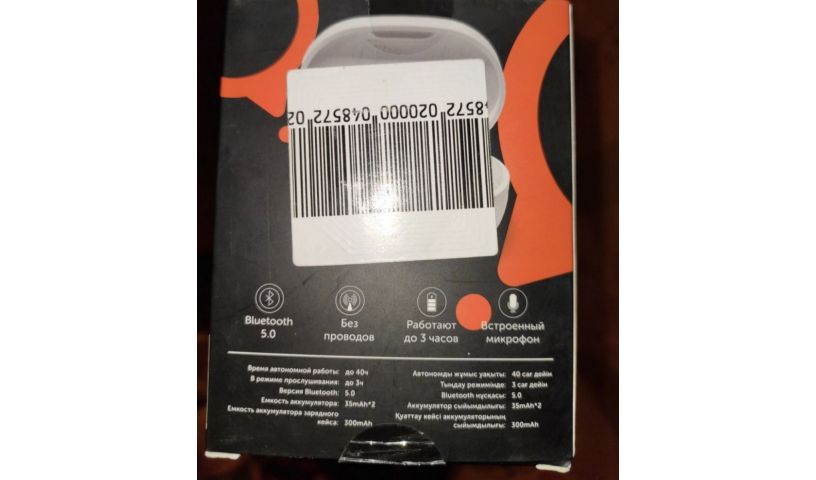 48572 020000 048572 02
Bluetooth
5.0
Без
проводов
Работают
до 3 часов
Встроенный
микрофон
Время автономной работы: до 40ч
В режиме прослушивания: до 3ч
Версия Bluetooth: 5.0
Емкость аккумулятора: 35mAh*2
Емкость аккумулятора зарядного
кейса: 300mAh
Автономды жұмыс уақыты: 40 сағ дейін
Тыңдау режимінде: 3 сағ дейін
Bluetooth нұсқасы: 5.0
Аккумулятор сыйымдылығы: 35mAh*2
Қуаттау кейсі аккумуляторының
сыйымдылығы: 300mAh